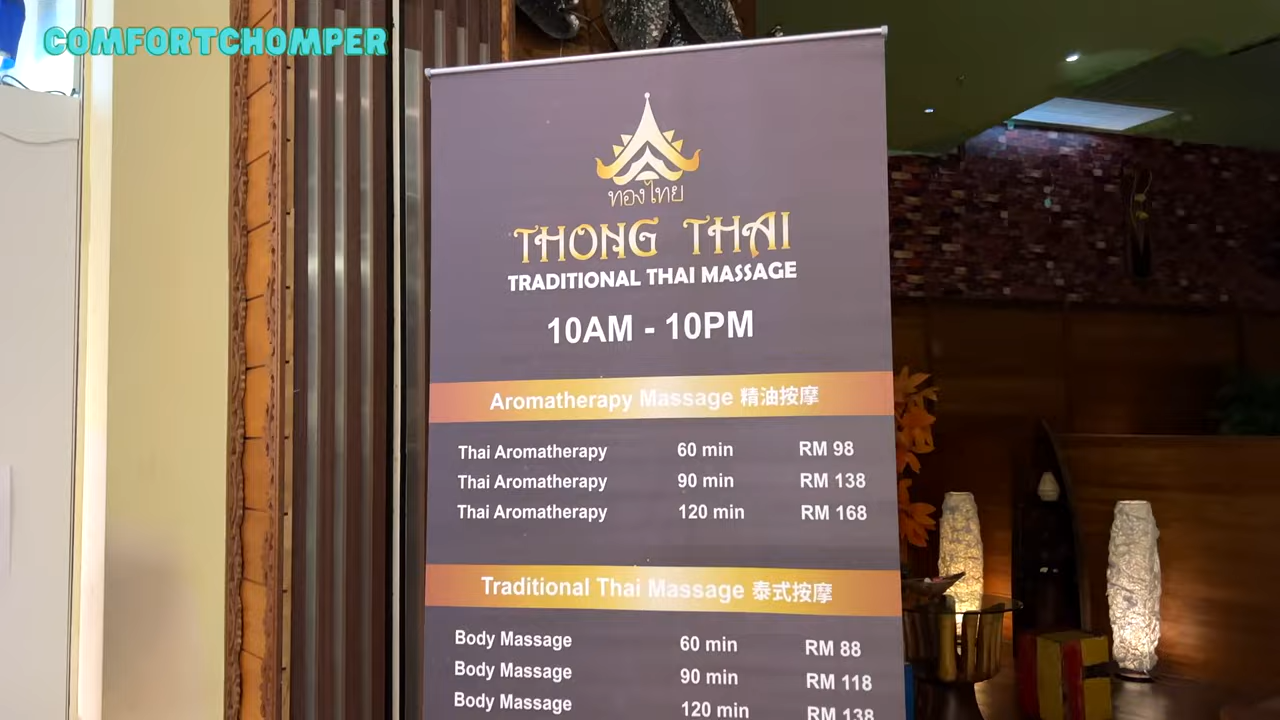 COMFORTCHOMPER
ทองไทย
THONG THAI
TRADITIONAL THAI MASSAGE
10AM - 10PM
Aromatherapy Massage 精油按摩
Thai Aromatherapy 60 min RM 98
Thai Aromatherapy 90 min RM 138
Thai Aromatherapy 120 min RM 168
Traditional Thai Massage 泰式按摩
Body Massage 60 min RM 88
Body Massage 90 min RM 118
Body Massage 120 min RM 138